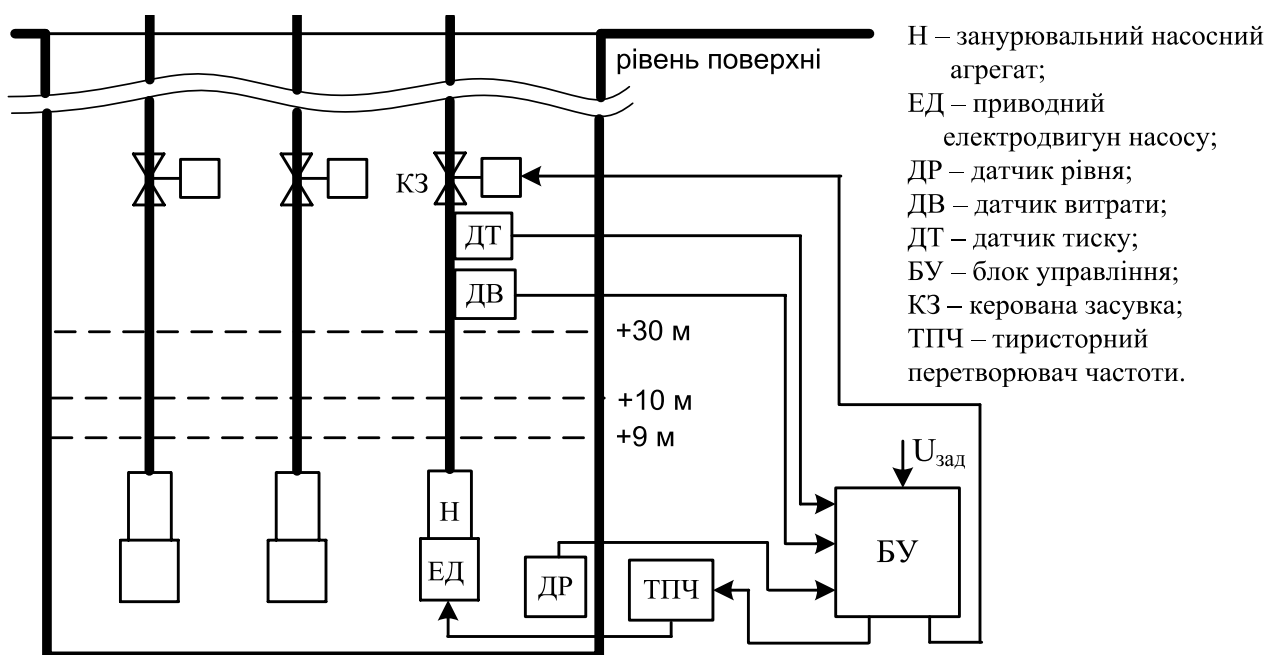 рівень поверхні
КЗ
ДТ
ДВ
+30 м
+10 м
+9 м
Н
ЕД
ДР
ТПЧ
Uзад
БУ
Н – занурювальний насосний
агрегат;
ЕД – приводний
електродвигун насосу;
ДР – датчик рівня;
ДВ – датчик витрати;
ДТ – датчик тиску;
БУ – блок управління;
КЗ – керована засувка;
ТПЧ – тиристорний
перетворювач частоти.